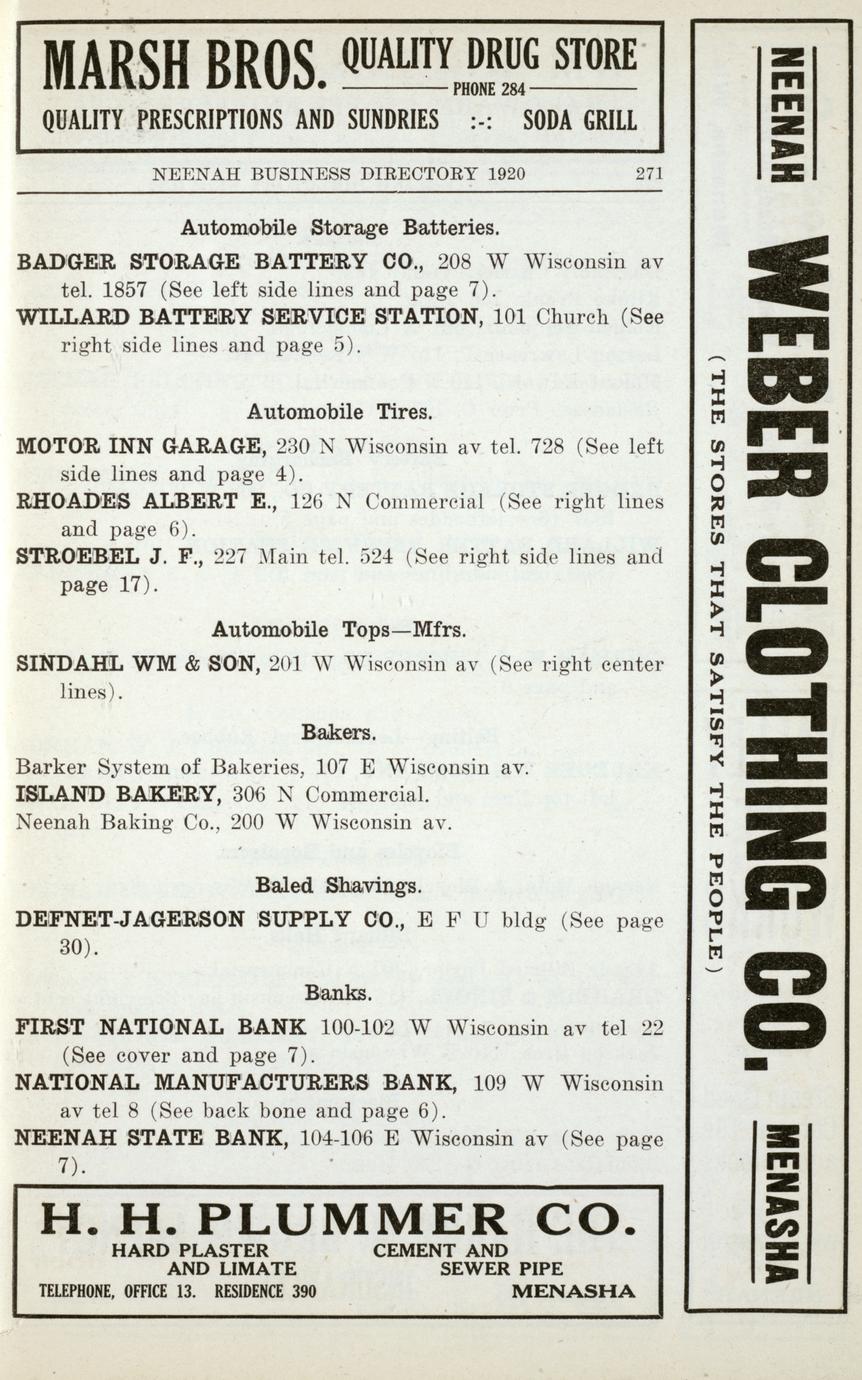 MARSH BROS. QUALITY DRUG STORE
PHONE 284
QUALITY PRESCRIPTIONS AND SUNDRIES :-: SODA GRILL
NEENAH BUSINESS DIRECTORY 1920 271
Automobile Storage Batteries.
BADGER STORAGE BATTERY CO., 208 W Wisconsin av
tel. 1857 (See left side lines and page 7).
WILLARD BATTERY SERVICE STATION, 101 Church (See
right side lines and page 5).
Automobile Tires.
MOTOR INN GARAGE, 230 N Wisconsin av tel. 728 (See left
side lines and page 4).
RHOADES ALBERT E., 126 N Commercial (See right lines
and page 6).
STROEBEL J. F., 227 Main tel. 524 (See right side lines and
page 17).
Automobile Tops—Mfrs.
SINDAHL WM & SON, 201 W Wisconsin av (See right center
lines).
Bakers.
Barker System of Bakeries, 107 E Wisconsin av.
ISLAND BAKERY, 306 N Commercial.
Neenah Baking Co., 200 W Wisconsin av.
Baled Shavings.
DEFNET-JAGERSON SUPPLY CO., E F U bldg (See page
30).
Banks.
FIRST NATIONAL BANK 100-102 W Wisconsin av tel 22
(See cover and page 7).
NATIONAL MANUFACTURERS BANK, 109 W Wisconsin
av tel 8 (See back bone and page 6).
NEENAH STATE BANK, 104-106 E Wisconsin av (See page
7).
H. H. PLUMMER CO.
HARD PLASTER CEMENT AND
AND LIMATE SEWER PIPE
TELEPHONE, OFFICE 13. RESIDENCE 390 MENASHA
NEENAH WEBER CLOTHING CO. MENASHA
(THE STORES THAT SATISFY THE PEOPLE)